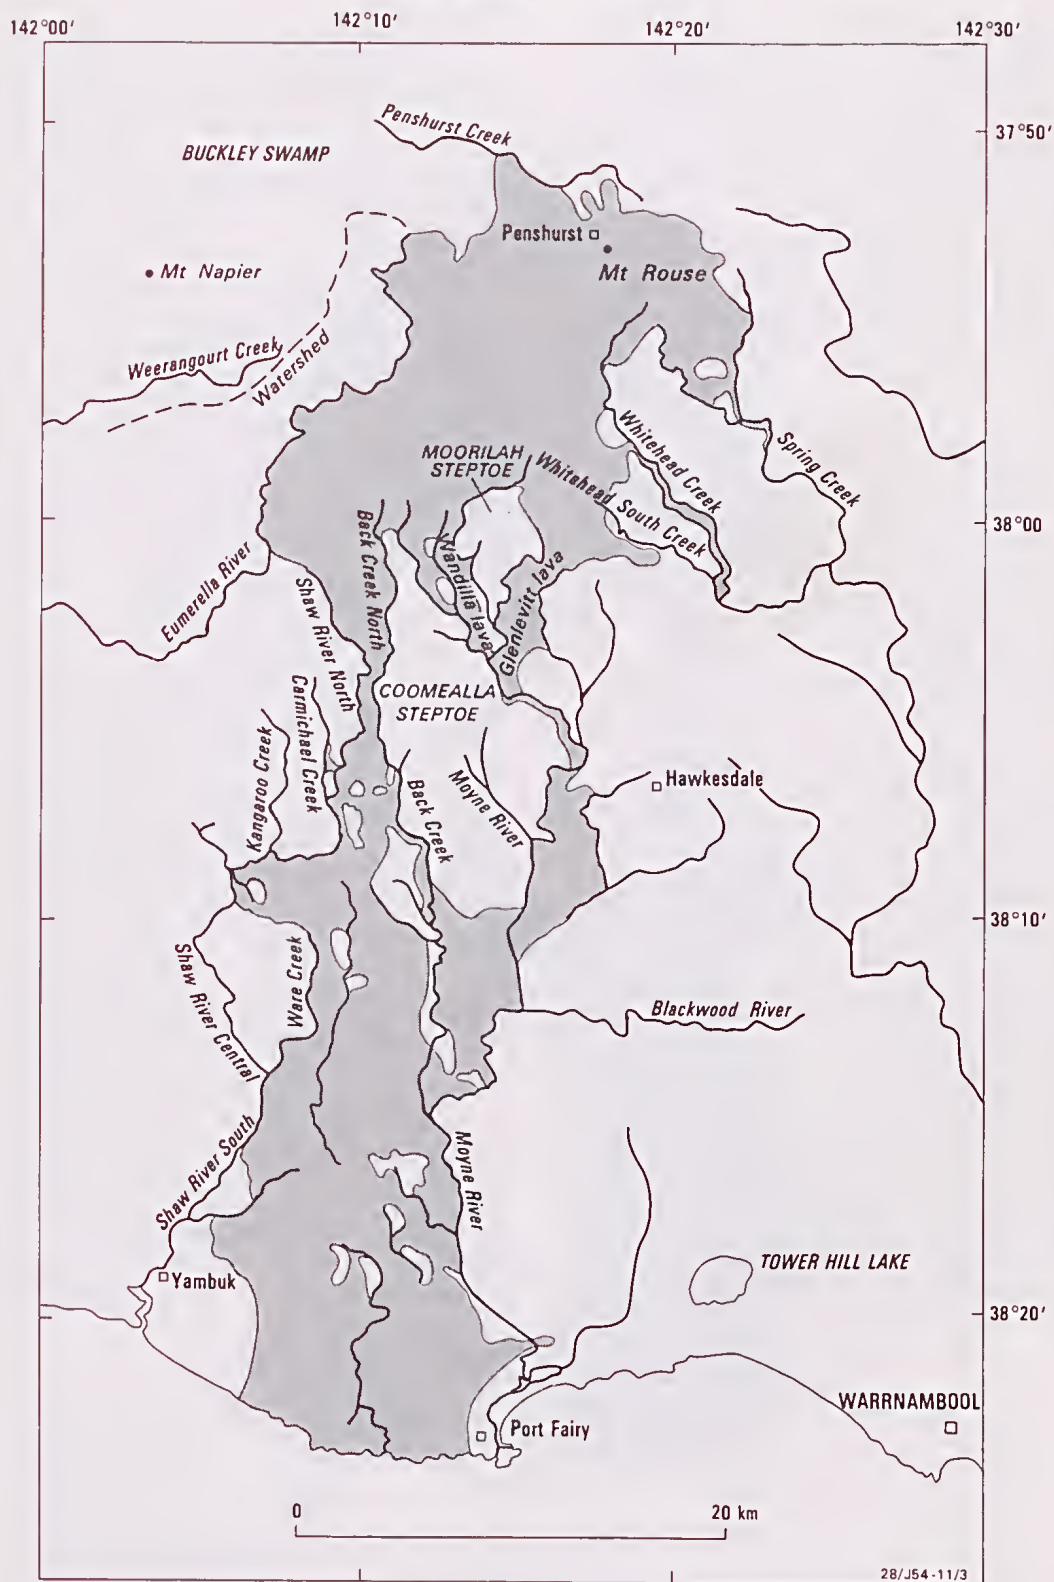 142°00′
142°10′
142°20′
142°30′
Penshurst Creek
37°50′
BUCKLEY SWAMP
Penshurst
Mt Rouse
Mt Napier
Weerangourt Creek
Watershed
MOORILAH
STEPTOE
Whitehead Creek
Whitehead South Creek
Spring Creek
38°00′
Back Creek North
Wandilla lava
Glenlevitt lava
Eumerella River
Shaw River North
COOMEALLA
STEPTOE
Carmichael Creek
Kangaroo Creek
Back Creek
Moyne River
Hawkesdale
38°10′
Shaw River Central
Ware Creek
Blackwood River
Shaw River South
Moyne River
TOWER HILL LAKE
Yambuk
38°20′
WARRNAMBOOL
Port Fairy
0
20 km
28/J54-11/3